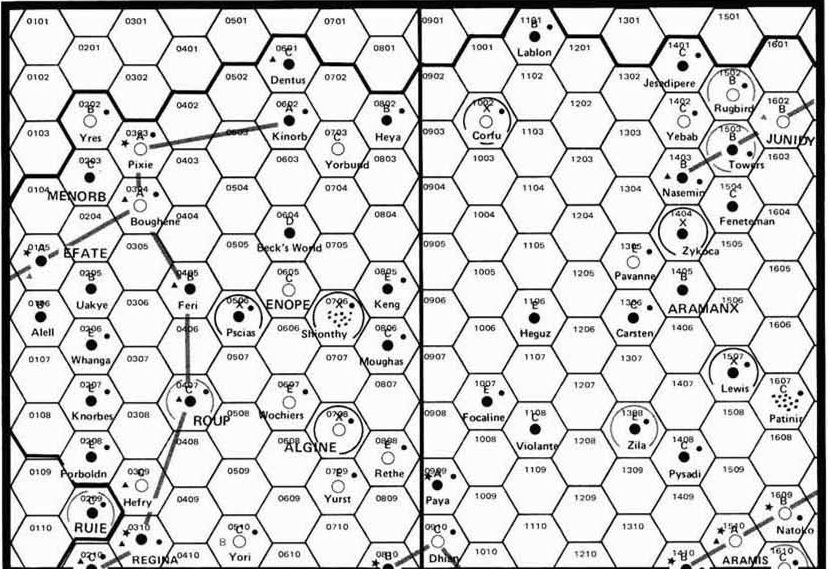 0101 0301 0501 0701 0901 1101 1301 1501
B
0201 0401 0601 0801 1001 Lablon 1201 1401 1601
C
Dentus
C
Jesedipere
0102 0302 0502 0702 0902 1102 1302 1502
B
Rugbird
0202 0402 0602 0802 1002 1202 1402 1602
B
Yres
A
Kinorb
B
Heya
X
Corfu
C
Yebab
B
JUNIDY
0103 0303 0503 0703 0903 1103 1303 1503
A
Pixie
C
Yorbund
B
Towers
0203 0403 0603 0803 1003 1203 1403 1603
C
MENORB
B
Nasemin
0104 0304 0504 0704 0904 1104 1304 1504
A
Boughene
C
Feneteman
0204 0404 0604 0804 1004 1204 1404 1604
D
Beck's World
X
Zykoca
0105 0305 0505 0705 0905 1105 1305 1505
A
EFATE
E
Pavanne
0205 0405 0605 0805 1005 1205 1405 1605
B
Uakye
B
Feri
C
ENOPE
E
Keng
B
ARAMANX
0106 0306 0506 0706 0906 1106 1306 1506
Alell
X
Pscias
X
Shionthy
E
Heguz
C
Carsten
0206 0406 0606 0806 1006 1206 1406 1606
E
Whanga
C
Moughas
0107 0307 0507 0707 0907 1107 1307 1507
X
Lewis
0207 0407 0607 0807 1007 1207 1407 1607
E
Knorbes
C
ROUP
E
Wochiers
E
Focaline
C
Patinir
0108 0308 0508 0708 0908 1108 1308 1508
X
ALGINE
C
Violante
E
Zila
0208 0408 0608 0808 1008 1208 1408 1608
E
Forboldn
E
Rethe
C
Pysadi
0109 0309 0509 0709 0909 1109 1309 1509
C
Hefry
E
Yurst
A
Paya
0209 0409 0609 0809 1009 1209 1409 1609
C
RUIE
B
Natoko
0110 0310 0510 0710 1110 1310 1510
A
REGINA
B
Yori
C
A
ARAMIS
0210 0410 0610 0810 1010 1210 1410 1610
C
B
B
C